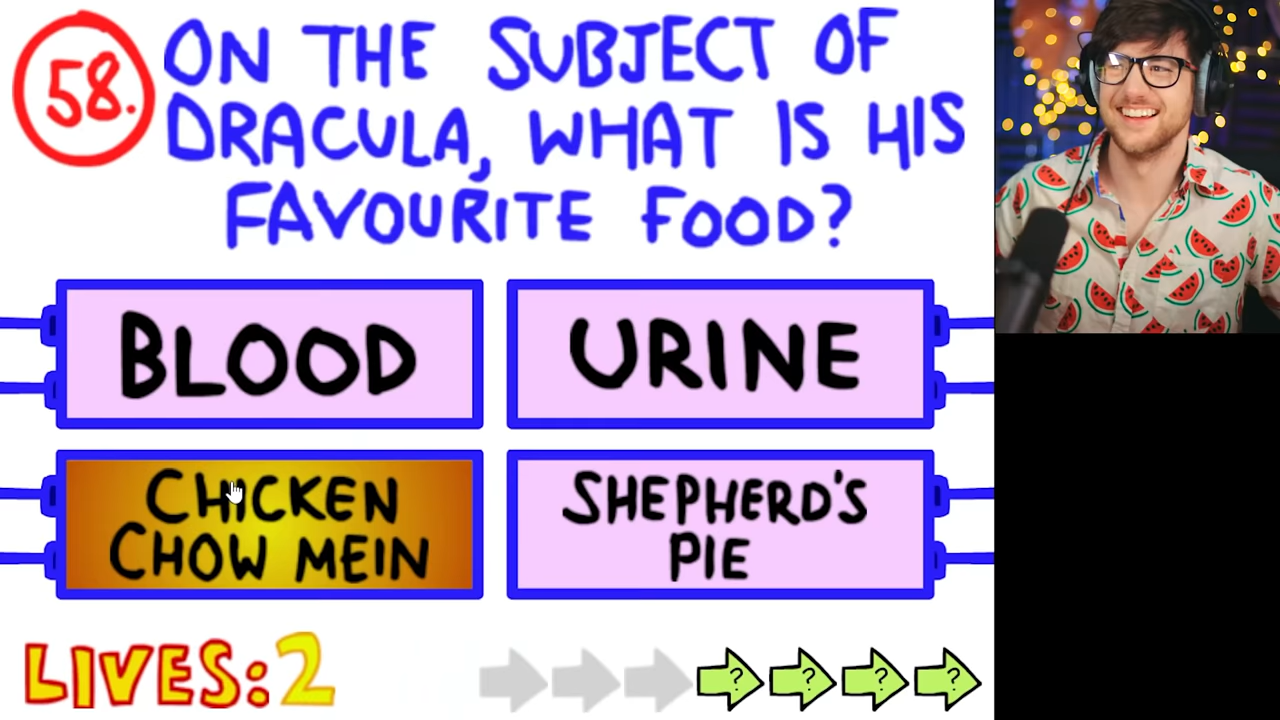 58.
ON THE SUBJECT OF
DRACULA, WHAT IS HIS
FAVOURITE FOOD?
BLOOD
URINE
CHICKEN
CHOW MEIN
SHEPHERD'S
PIE
LIVES: 2
? ? ? ?